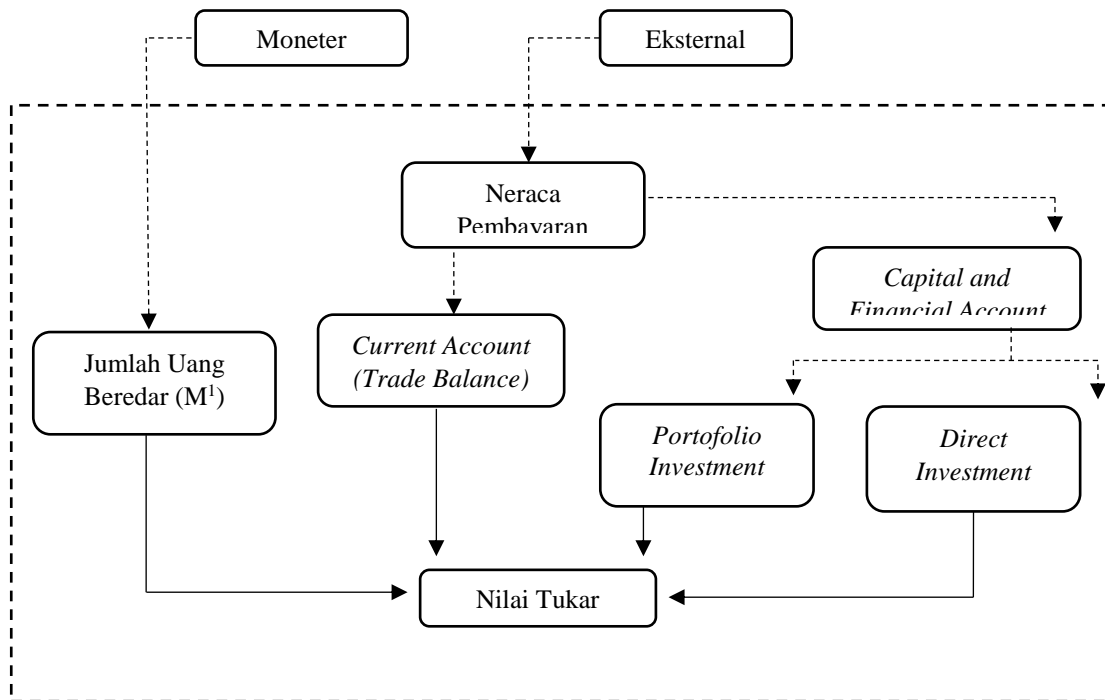 Moneter
Eksternal
Neraca
Pembayaran
Capital and
Financial Account
Jumlah Uang
Beredar (M¹)
Current Account
(Trade Balance)
Portofolio
Investment
Direct
Investment
Nilai Tukar